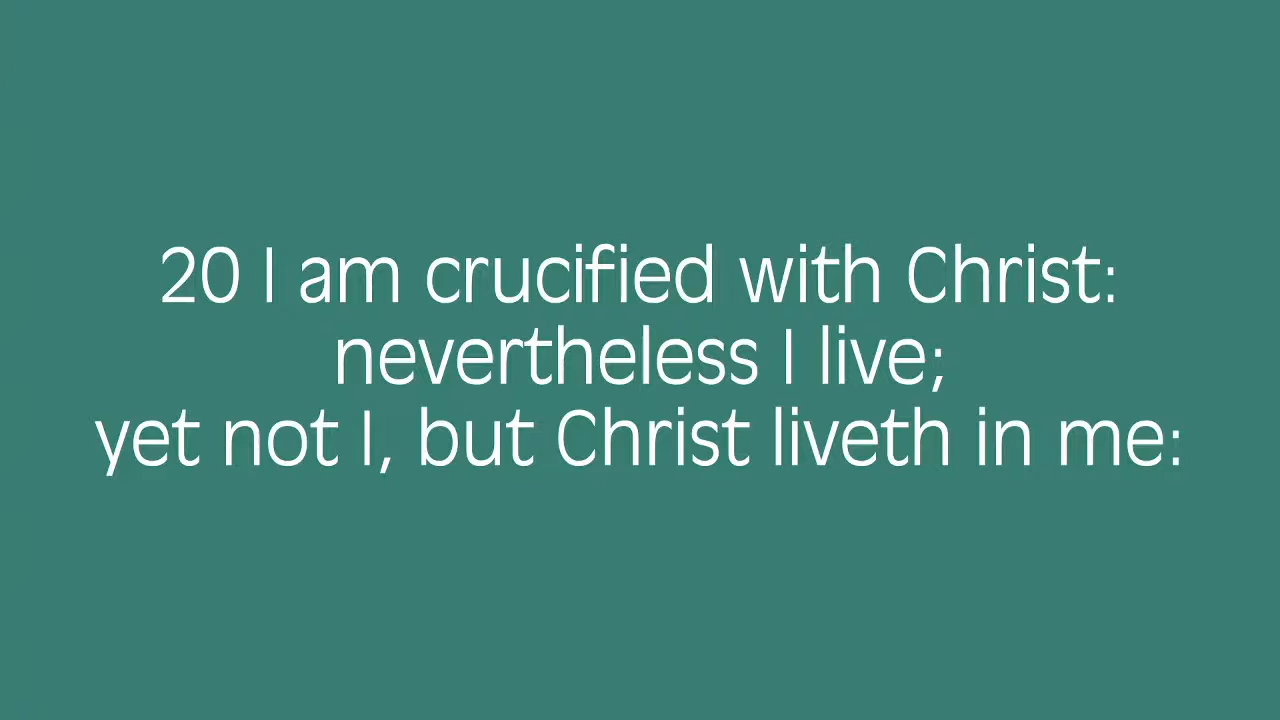 20 I am crucified with Christ:
nevertheless I live;
yet not I, but Christ liveth in me: